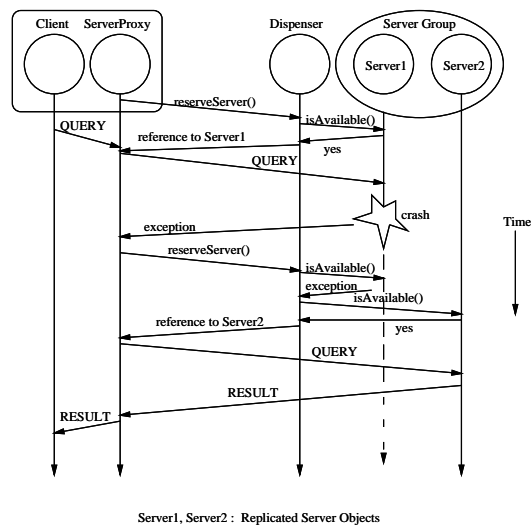 Client
ServerProxy
Dispenser
Server Group
Server1
Server2
reserveServer()
isAvailable()
QUERY
reference to Server1
yes
QUERY
crash
exception
Time
reserveServer()
isAvailable()
exception
isAvailable()
reference to Server2
yes
QUERY
RESULT
RESULT
Server1, Server2 : Replicated Server Objects